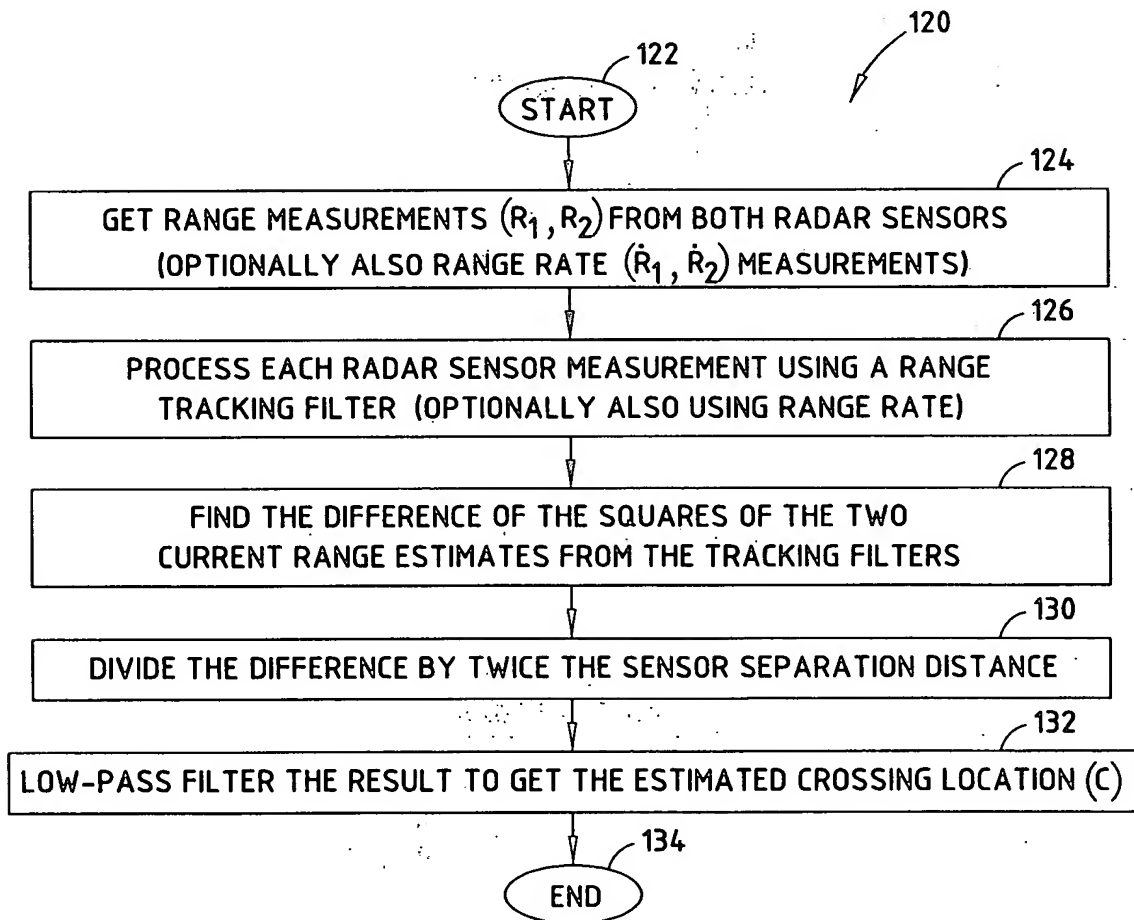 120
122
START
124
GET RANGE MEASUREMENTS (R₁, R₂) FROM BOTH RADAR SENSORS
(OPTIONALLY ALSO RANGE RATE (Ṙ₁, Ṙ₂) MEASUREMENTS)
126
PROCESS EACH RADAR SENSOR MEASUREMENT USING A RANGE
TRACKING FILTER (OPTIONALLY ALSO USING RANGE RATE)
128
FIND THE DIFFERENCE OF THE SQUARES OF THE TWO
CURRENT RANGE ESTIMATES FROM THE TRACKING FILTERS
130
DIVIDE THE DIFFERENCE BY TWICE THE SENSOR SEPARATION DISTANCE
132
LOW-PASS FILTER THE RESULT TO GET THE ESTIMATED CROSSING LOCATION (C)
134
END